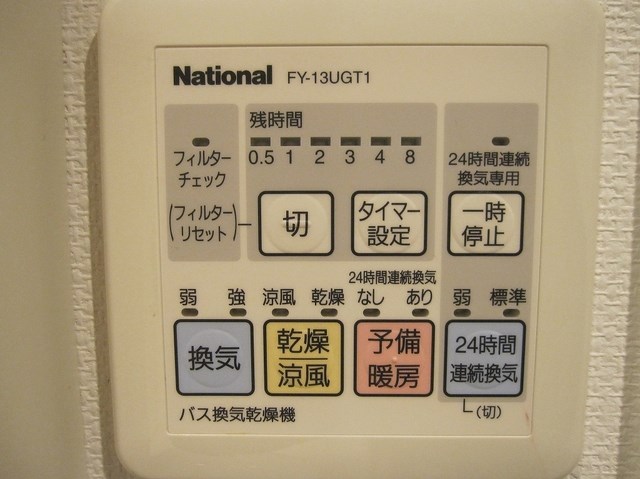 National FY-13UGT1
残時間
0.5 1 2 3 4 8
フィルター
チェック
24時間連続
換気専用
(フィルター
リセット)
切
タイマー
設定
一時
停止
24時間連続換気
弱 強 涼風 乾燥 なし あり 弱 標準
換気
乾燥
涼風
予備
暖房
24時間
連続換気
(切)
バス換気乾燥機